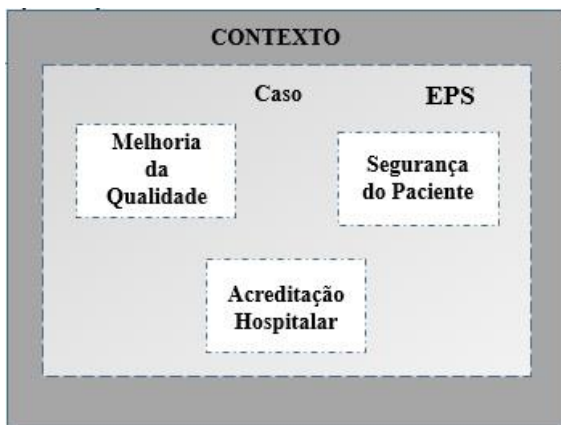 CONTEXTO
Caso EPS
Melhoria
da
Qualidade
Segurança
do Paciente
Acreditação
Hospitalar